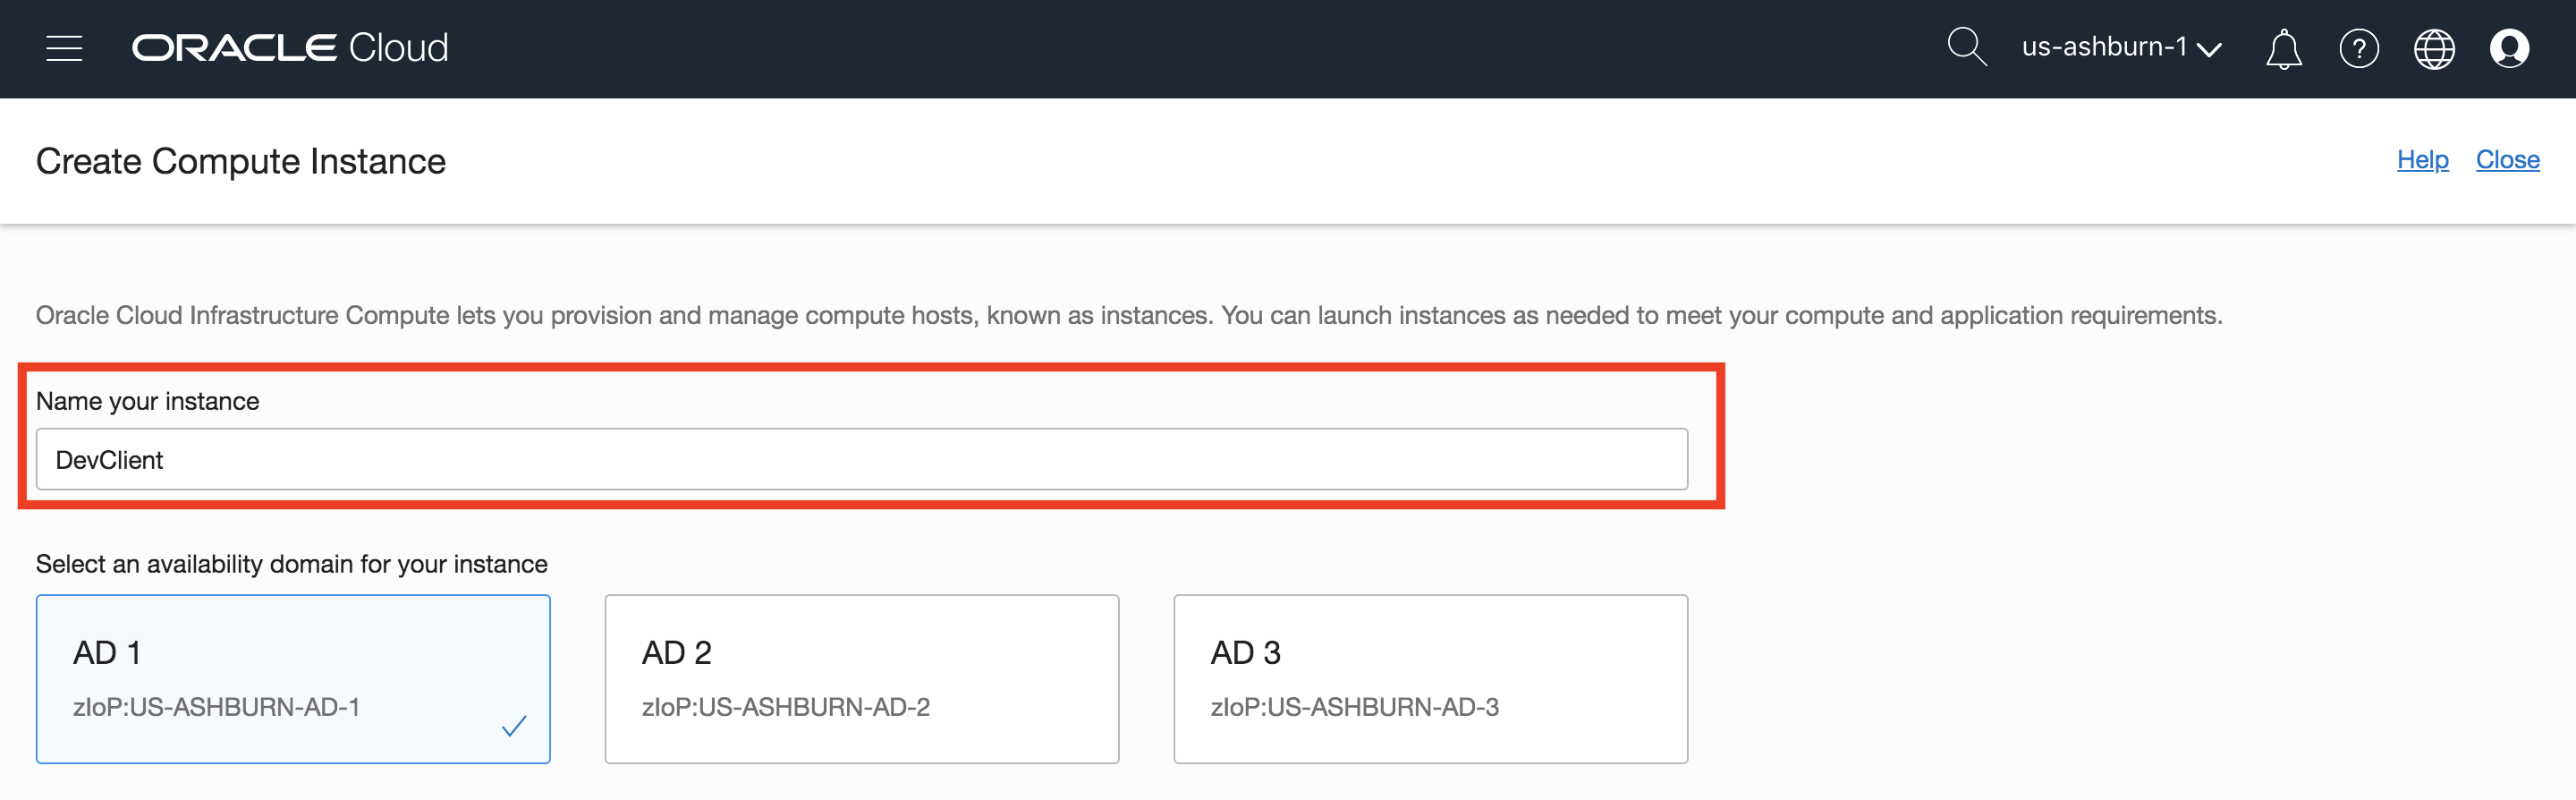 ORACLE Cloud
us-ashburn-1
?
Create Compute Instance
Help Close
Oracle Cloud Infrastructure Compute lets you provision and manage compute hosts, known as instances. You can launch instances as needed to meet your compute and application requirements.
Name your instance
DevClient
Select an availability domain for your instance
AD 1
zIoP:US-ASHBURN-AD-1
AD 2
zIoP:US-ASHBURN-AD-2
AD 3
zIoP:US-ASHBURN-AD-3